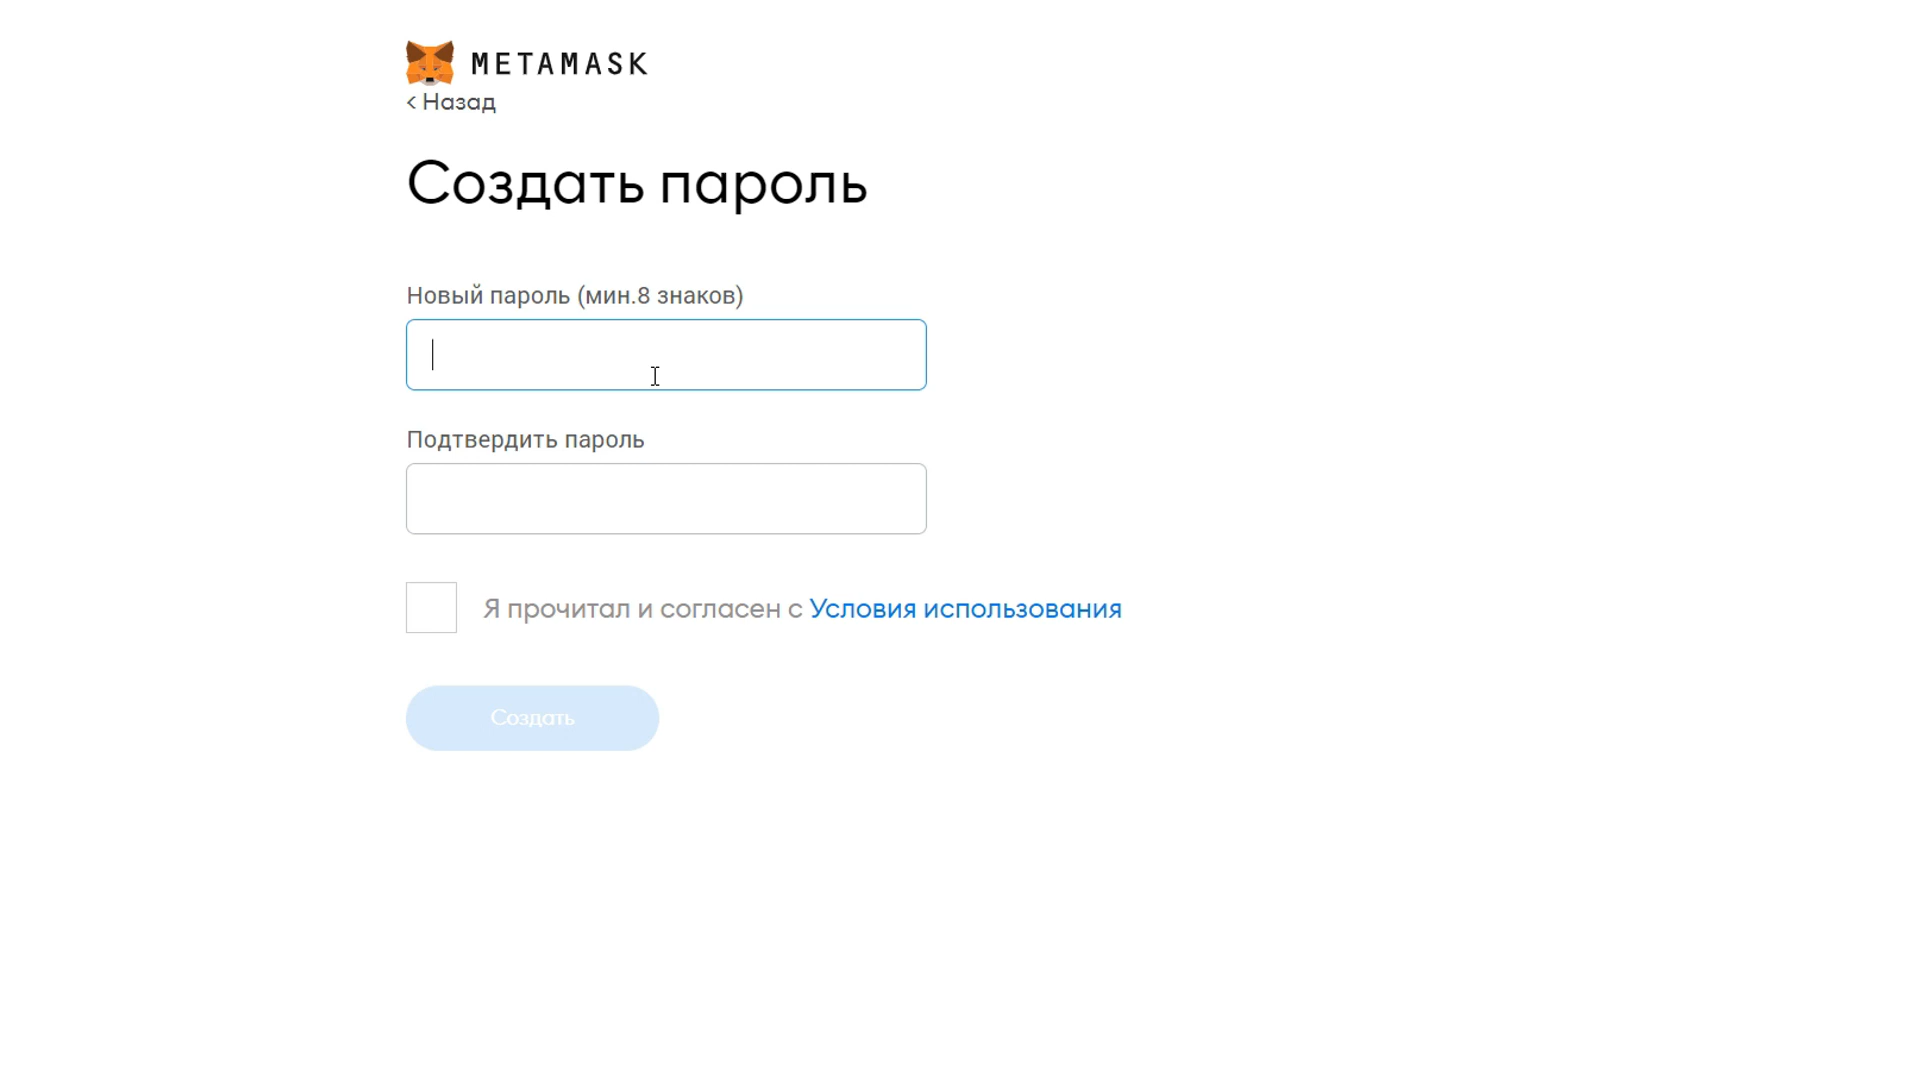 METAMASK
< Назад
Создать пароль
Новый пароль (мин.8 знаков)
Подтвердить пароль
Я прочитал и согласен с Условия использования
Создать